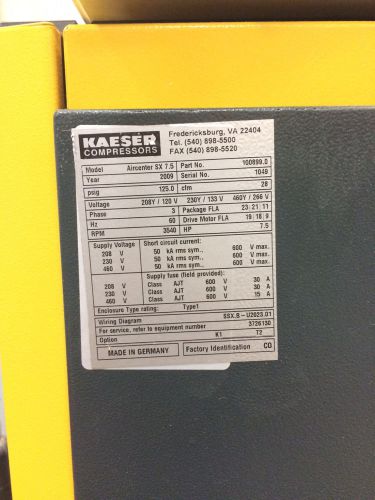 KAESER
COMPRESSORS
Fredericksburg, VA 22404
Tel. (540) 898-5500
FAX (540) 898-5520
Model Aircenter SX 7.5 Part No. 100899.0
Year 2009 Serial No. 1049
psig 125.0 cfm 28
Voltage 208Y / 120 V 230Y / 133 V 460Y / 266 V
Phase 3 Package FLA 23| 21| 11
Hz 60 Drive Motor FLA 19| 18| 9
RPM 3540 HP 7.5
Supply Voltage Short circuit current:
208 V 50 kA rms sym.. 600 V max.
230 V 50 kA rms sym.. 600 V max.
460 V 50 kA rms sym.. 600 V max.
Supply fuse (field provided):
208 V Class AJT 600 V 30 A
230 V Class AJT 600 V 30 A
460 V Class AJT 600 V 15 A
Enclosure Type rating: Type1
Wiring Diagram SSX.B-U2023.01
For service, refer to equipment number 3726130
Option K1 T2
MADE IN GERMANY Factory Identification CO